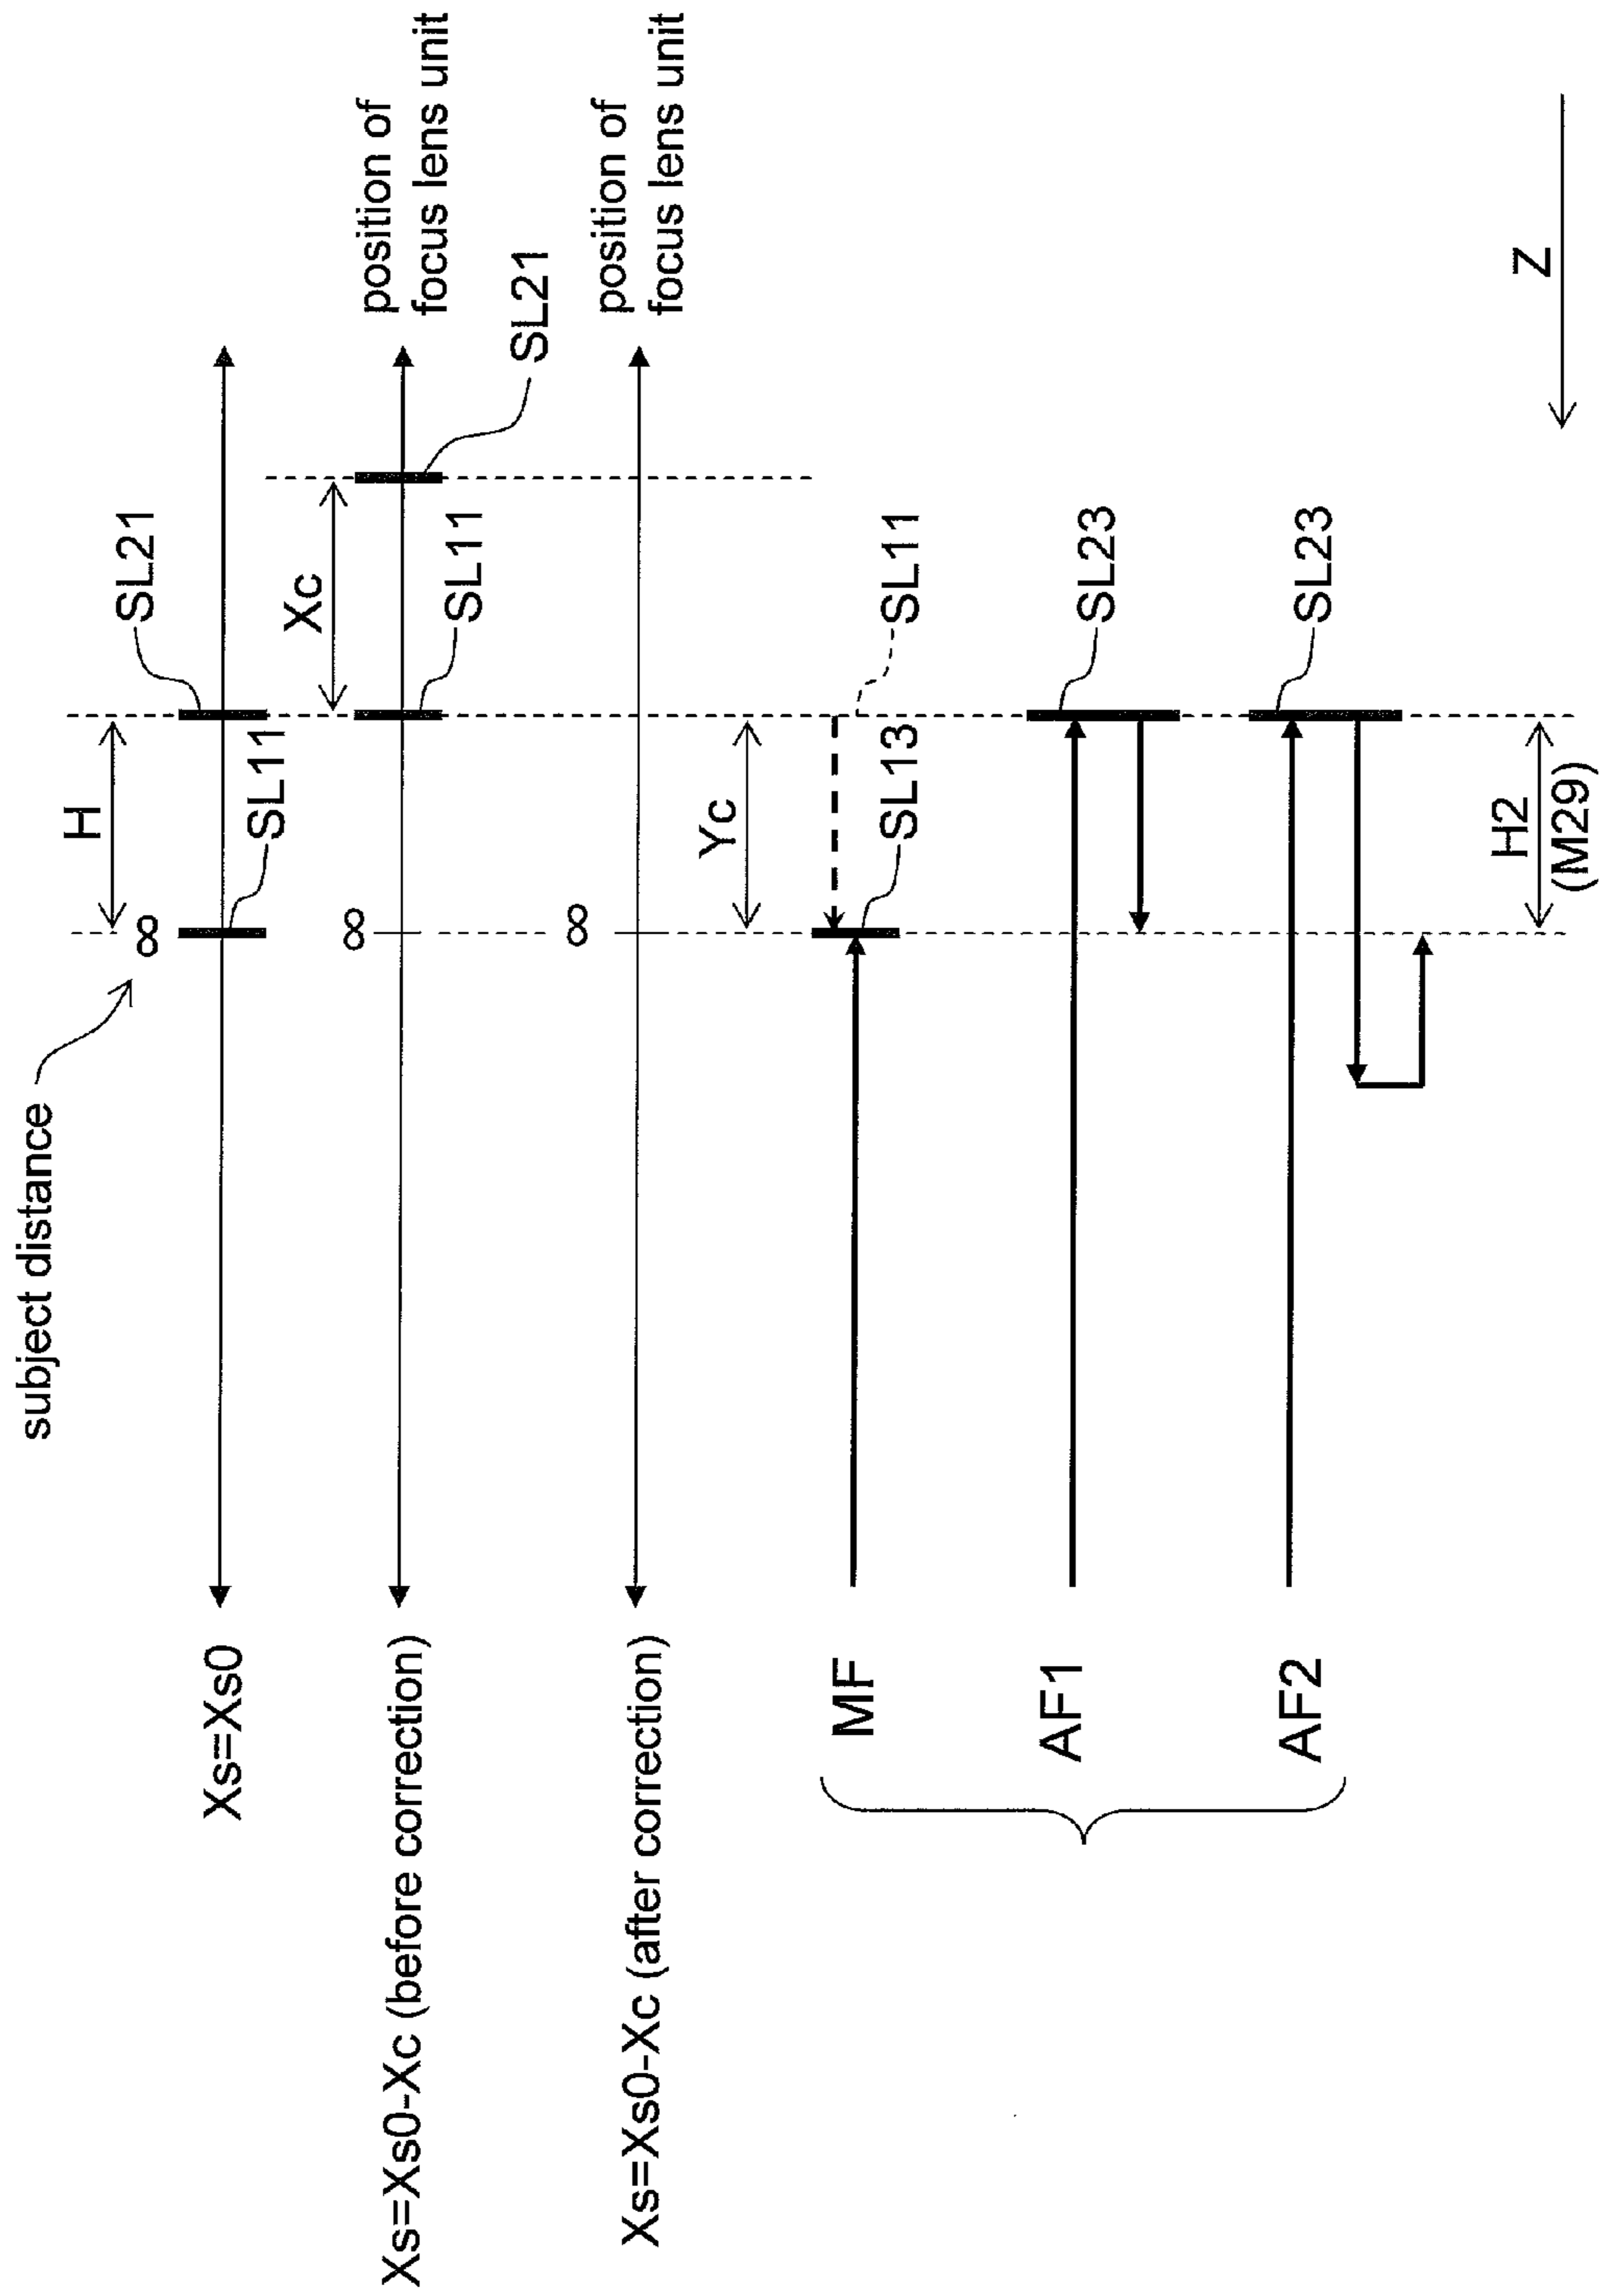 subject distance
H
SL21
∞
SL11
Xs=Xs0
Xc
position of
focus lens unit
SL21
∞
SL11
Xs=Xs0-Xc (before correction)
position of
focus lens unit
∞
Xs=Xs0-Xc (after correction)
Yc
SL11
SL13
MF
SL23
AF1
SL23
AF2
H2
(M29)
Z